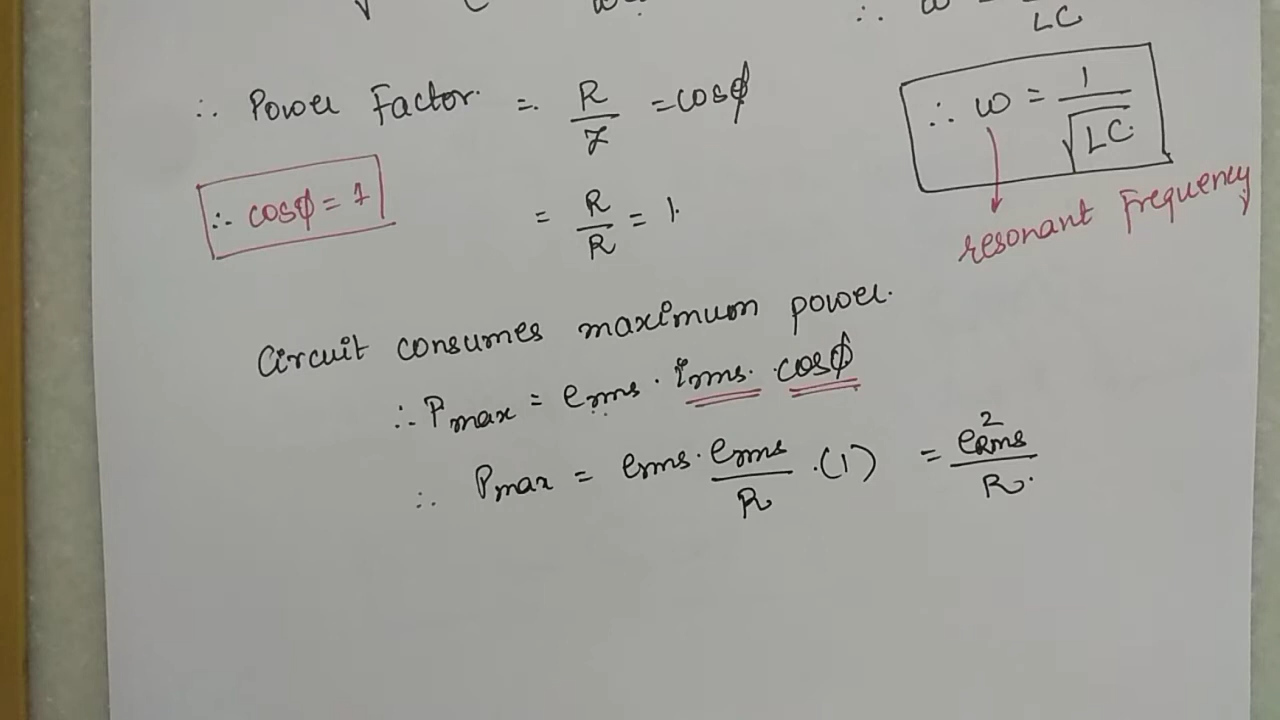 ∴ ω
LC
∴ Power Factor. = R/Z = cosϕ
∴ ω = 1/√LC
∴ cosϕ = 1
= R/R = 1.
resonant Frequency
Circuit consumes maximum power.
∴ Pmax = erms . irms . cosϕ
∴ Pmax = erms . erms/R .(1) = e²Rms/R.